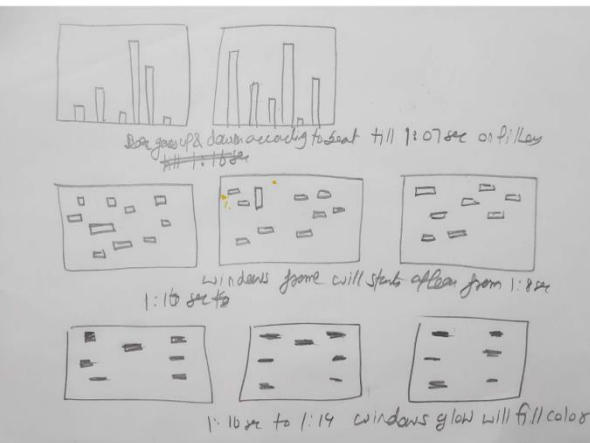 Bar goes up & down according to beat till 1:07 sec on pillers
till 1:16 sec
windows frame will starts from 1:8 sec
1:16 sec to
1:16 sec to 1:14 windows glow will fill color